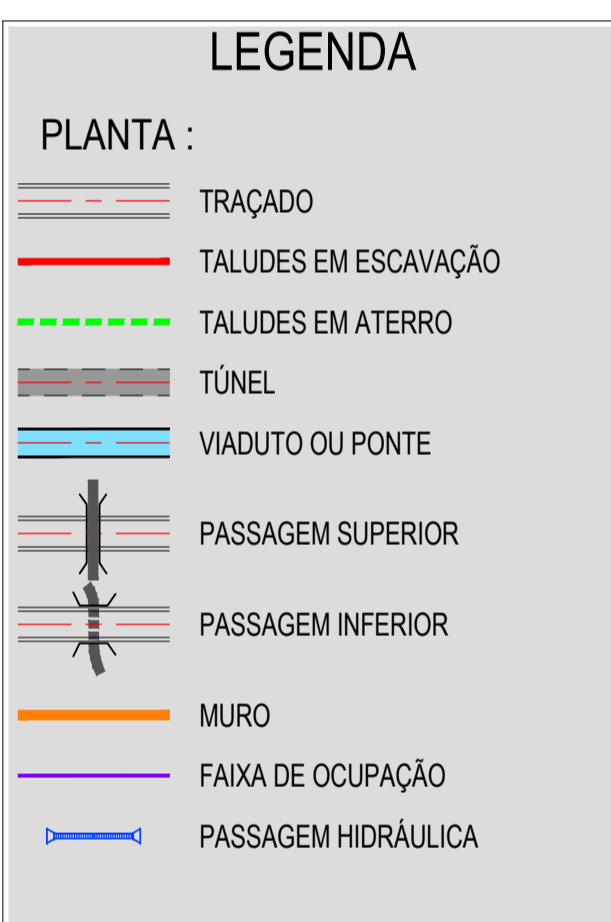 LEGENDA
PLANTA :
TRAÇADO
TALUDES EM ESCAVAÇÃO
TALUDES EM ATERRO
TÚNEL
VIADUTO OU PONTE
PASSAGEM SUPERIOR
PASSAGEM INFERIOR
MURO
FAIXA DE OCUPAÇÃO
PASSAGEM HIDRÁULICA